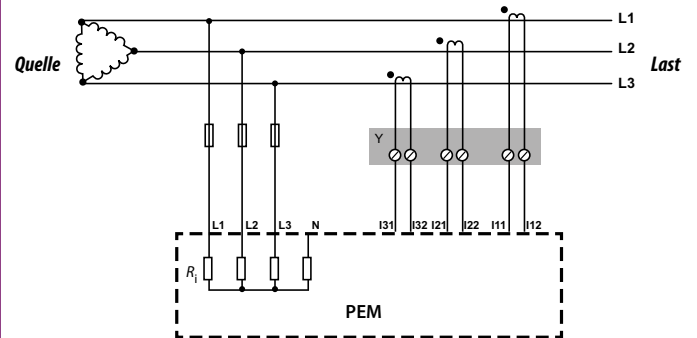 L1
L2
Quelle
Last
L3
Y
L1 L2 L3 N I31 I32 I21 I22 I11 I12
Ri
PEM